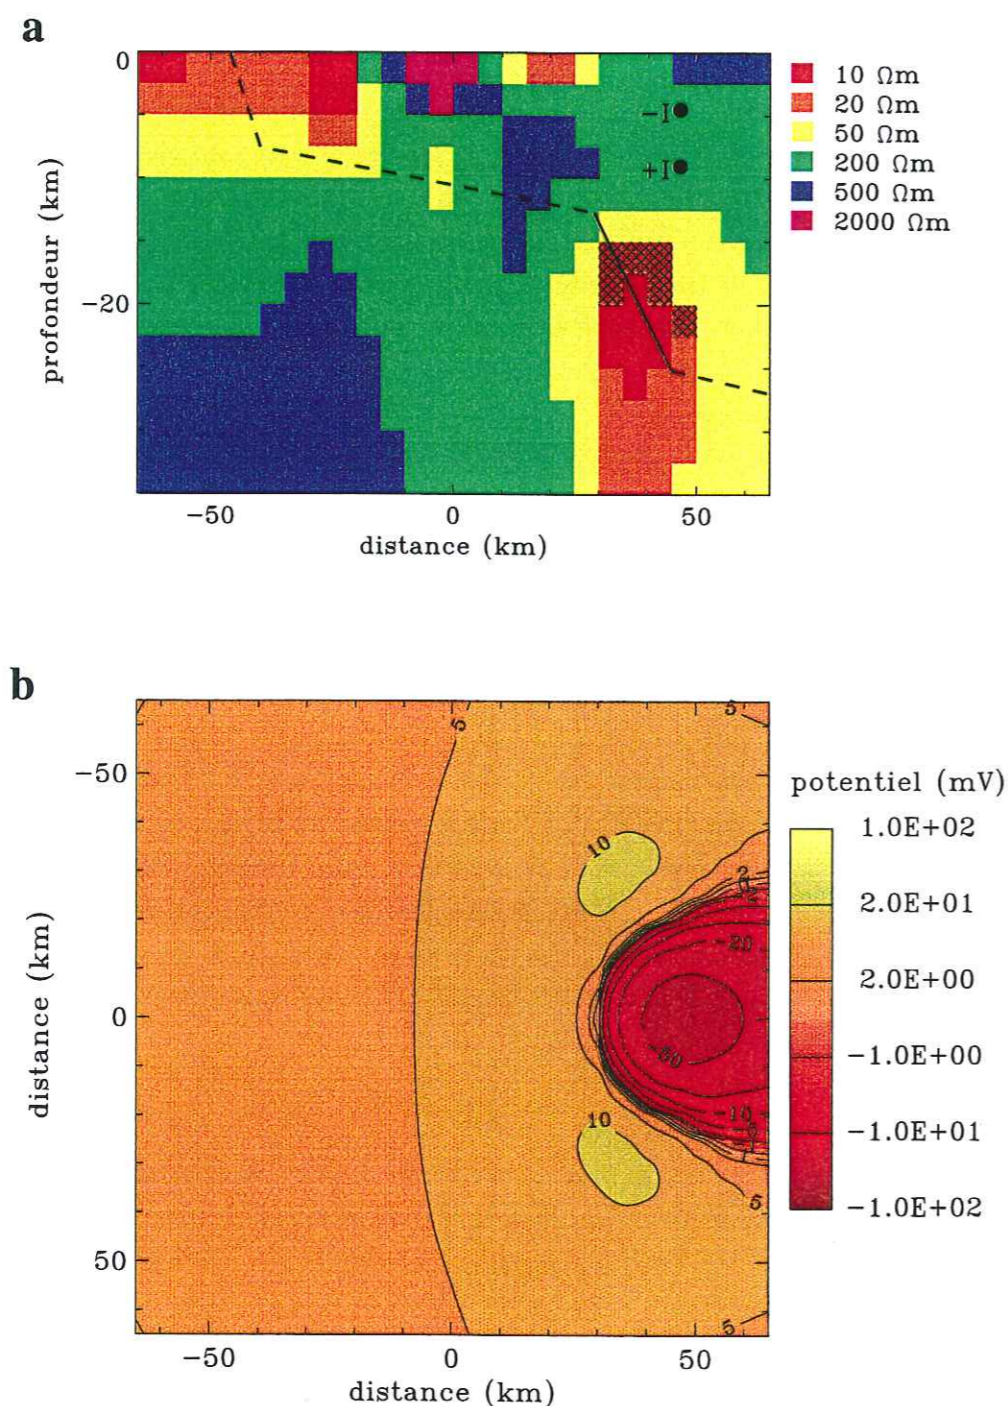 a
0
−20
profondeur (km)
−50
0
50
distance (km)
−I
+I
10 Ωm
20 Ωm
50 Ωm
200 Ωm
500 Ωm
2000 Ωm
b
−50
0
50
distance (km)
−50
0
50
distance (km)
5
5
10
2
−20
−50
−10
10
5
5
potentiel (mV)
1.0E+02
2.0E+01
2.0E+00
−1.0E+00
−1.0E+01
−1.0E+02